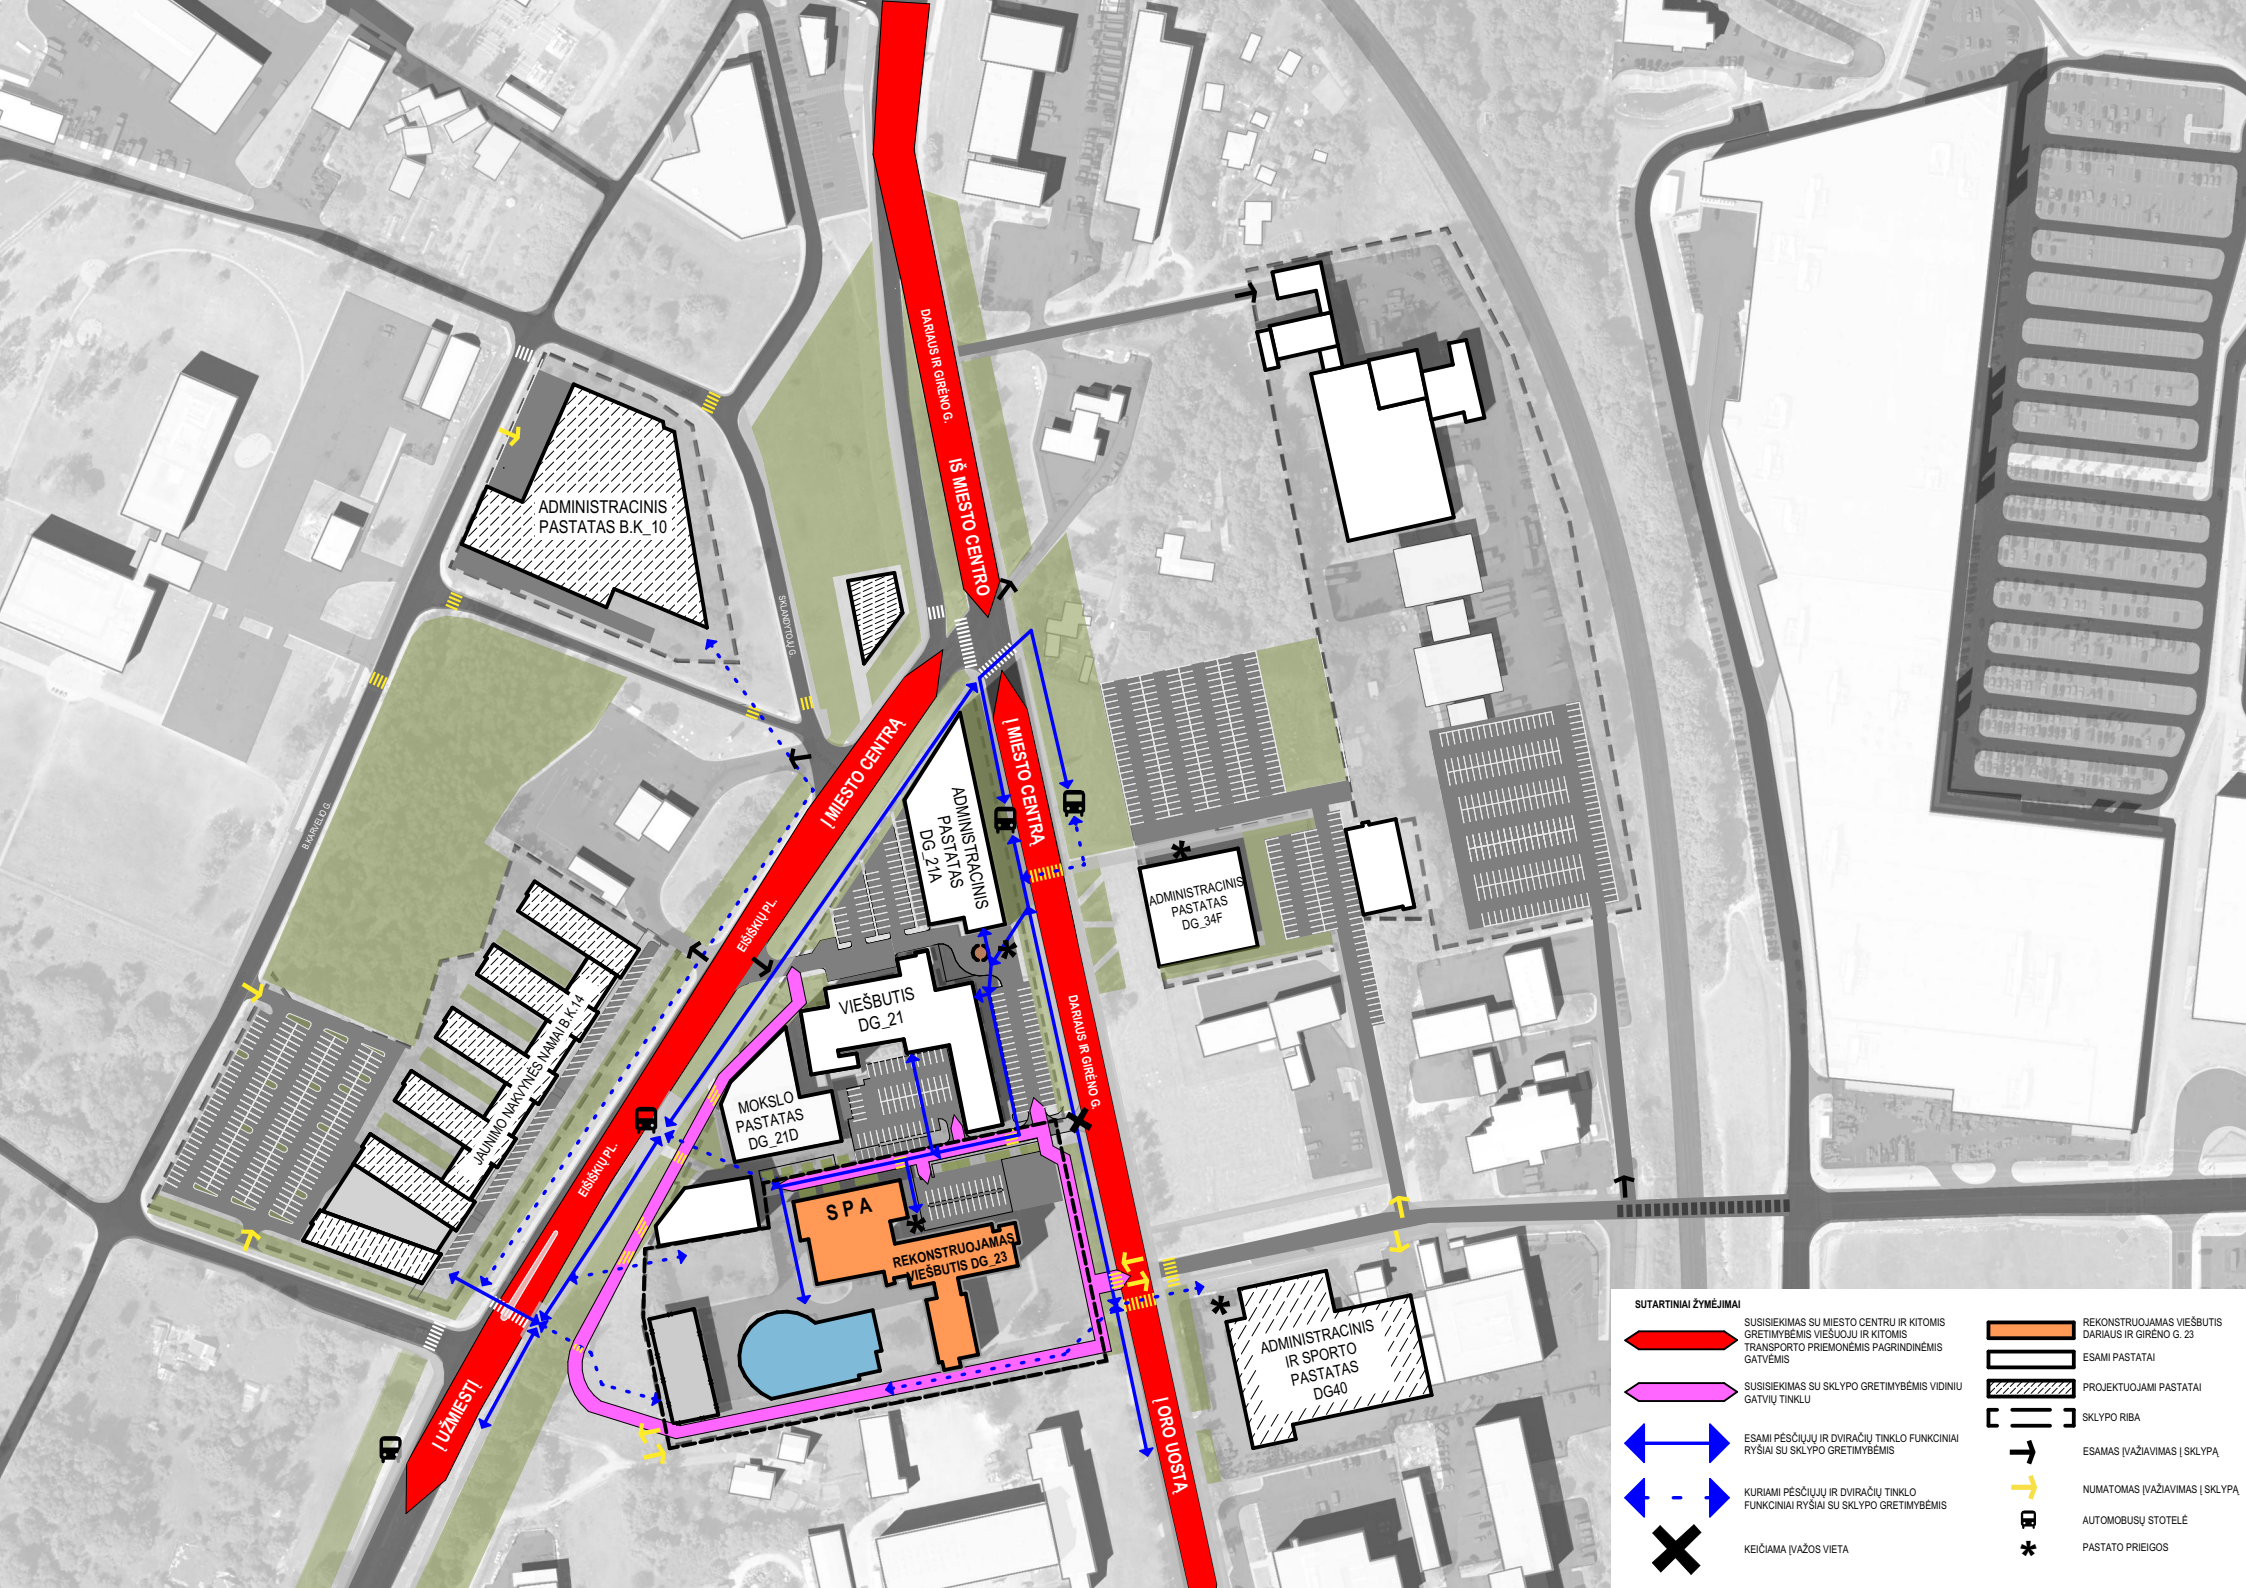 DARIAUS IR GIRĖNO G.
IŠ MIESTO CENTRO
ADMINISTRACINIS
PASTATAS B.K_10
SKLANDYTOJŲ G.
B.KARVELIO G.
Į MIESTO CENTRĄ
Į MIESTO CENTRĄ
ADMINISTRACINIS
PASTATAS
DG_21A
EIŠIŠKIŲ PL.
ADMINISTRACINIS
PASTATAS
DG_34F
VIEŠBUTIS
DG_21
DARIAUS IR GIRĖNO G.
JAUNIMO NAKVYNĖS NAMAI B.K.14
MOKSLO
PASTATAS
DG_21D
EIŠIŠKIŲ PL.
SPA
REKONSTRUOJAMAS
VIEŠBUTIS DG_23
ADMINISTRACINIS
IR SPORTO
PASTATAS
DG40
Į UŽMIESTĮ
Į ORO UOSTĄ
SUTARTINIAI ŽYMĖJIMAI
SUSISIEKIMAS SU MIESTO CENTRU IR KITOMIS
GRETIMYBĖMIS VIEŠUOJU IR KITOMIS
TRANSPORTO PRIEMONĖMIS PAGRINDINĖMIS
GATVĖMIS
SUSISIEKIMAS SU SKLYPO GRETIMYBĖMIS VIDINIU
GATVIŲ TINKLU
ESAMI PĖSČIŲJŲ IR DVIRAČIŲ TINKLO FUNKCINIAI
RYŠIAI SU SKLYPO GRETIMYBĖMIS
KURIAMI PĖSČIŲJŲ IR DVIRAČIŲ TINKLO
FUNKCINIAI RYŠIAI SU SKLYPO GRETIMYBĖMIS
KEIČIAMA ĮVAŽOS VIETA
REKONSTRUOJAMAS VIEŠBUTIS
DARIAUS IR GIRĖNO G. 23
ESAMI PASTATAI
PROJEKTUOJAMI PASTATAI
SKLYPO RIBA
ESAMAS ĮVAŽIAVIMAS Į SKLYPĄ
NUMATOMAS ĮVAŽIAVIMAS Į SKLYPĄ
AUTOMOBUSŲ STOTELĖ
PASTATO PRIEIGOS